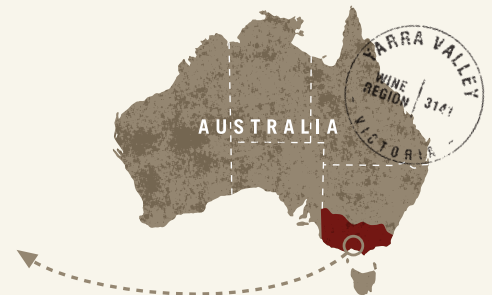 AUSTRALIA
YARRA VALLEY
WINE
REGION
3141
VICTORIA